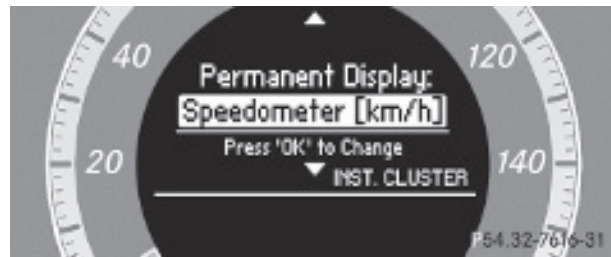 40
120
Permanent Display:
Speedometer [km/h]
Press 'OK' to Change
20
140
INST. CLUSTER
P54.32-7616-31